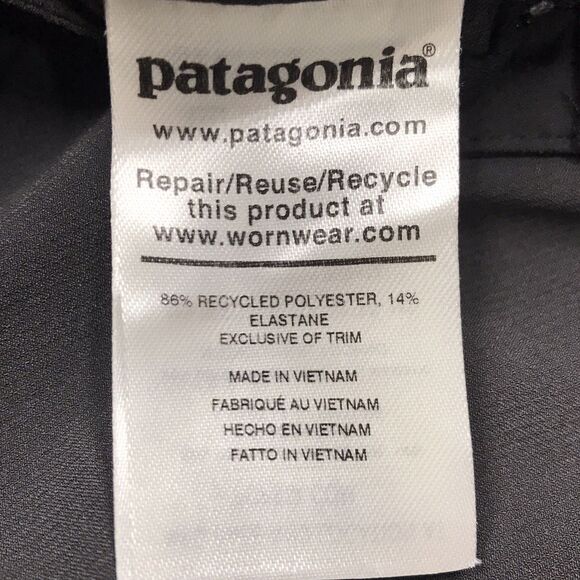 patagonia®
www.patagonia.com
Repair/Reuse/Recycle
this product at
www.wornwear.com
86% RECYCLED POLYESTER, 14%
ELASTANE
EXCLUSIVE OF TRIM
MADE IN VIETNAM
FABRIQUÉ AU VIETNAM
HECHO EN VIETNAM
FATTO IN VIETNAM